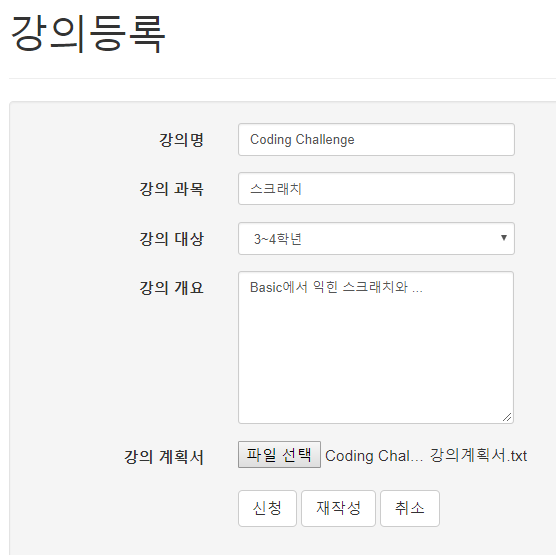 강의등록
강의명 Coding Challenge
강의 과목 스크래치
강의 대상 3~4학년
강의 개요 Basic에서 익힌 스크래치와 ...
강의 계획서 파일 선택 Coding Chal... 강의계획서.txt
신청 재작성 취소